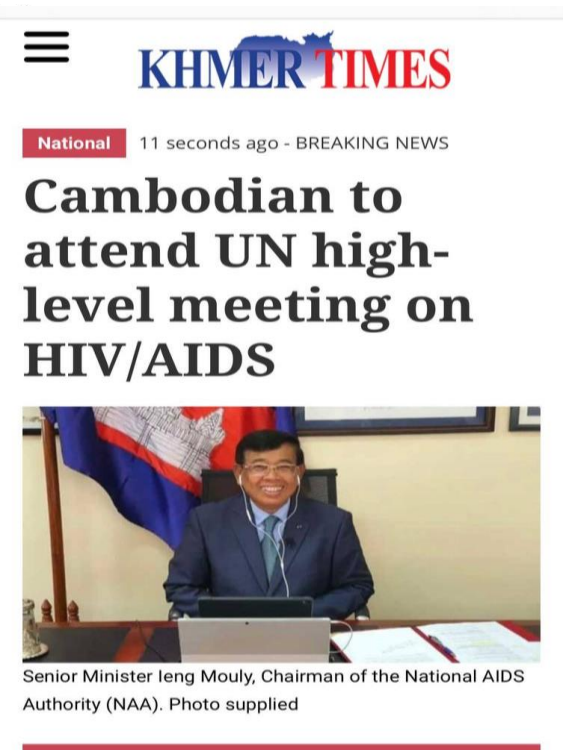 KHMER TIMES
National 11 seconds ago - BREAKING NEWS
Cambodian to
attend UN high-
level meeting on
HIV/AIDS
Senior Minister Ieng Mouly, Chairman of the National AIDS
Authority (NAA). Photo supplied